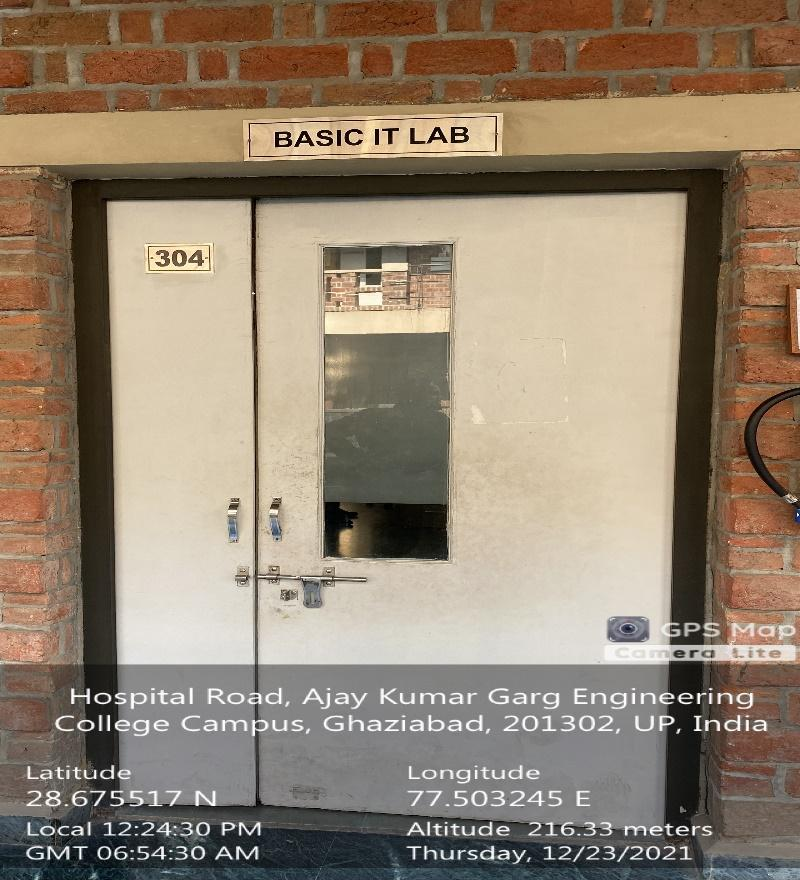 BASIC IT LAB
304
GPS Map
Camera Lite
Hospital Road, Ajay Kumar Garg Engineering
College Campus, Ghaziabad, 201302, UP, India
Latitude
28.675517 N
Longitude
77.503245 E
Local 12:24:30 PM
GMT 06:54:30 AM
Altitude 216.33 meters
Thursday, 12/23/2021